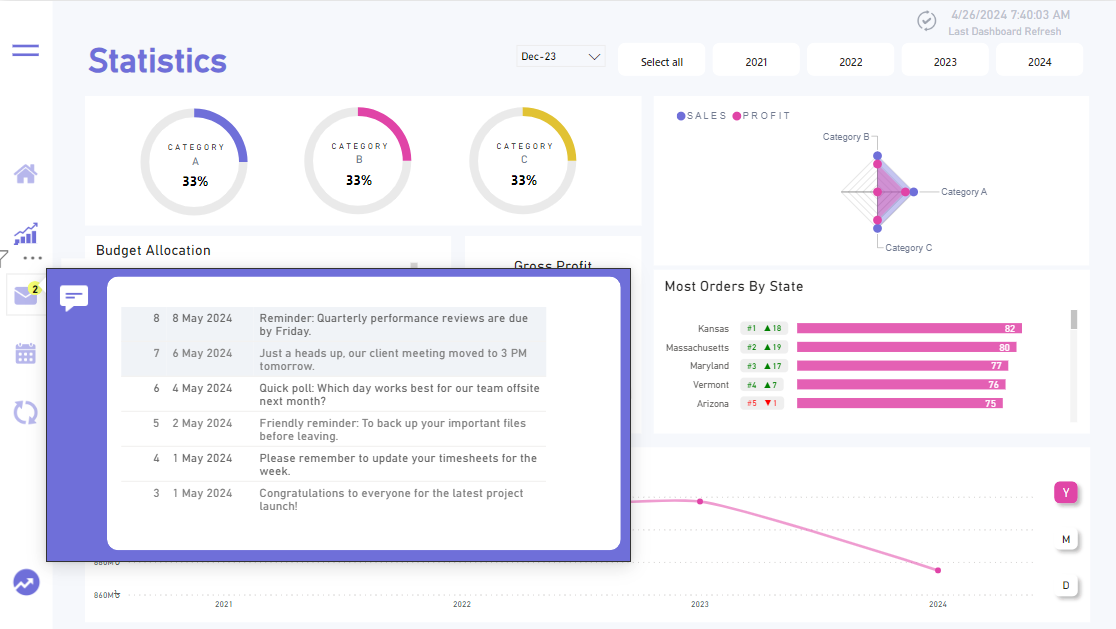 4/26/2024 7:40:03 AM
Last Dashboard Refresh
Statistics
Dec-23
Select all
2021
2022
2023
2024
CATEGORY
A
33%
CATEGORY
B
33%
CATEGORY
C
33%
SALES PROFIT
Category B
Category A
Category C
Budget Allocation
Gross Profit
2
8 8 May 2024 Reminder: Quarterly performance reviews are due
by Friday.
7 6 May 2024 Just a heads up, our client meeting moved to 3 PM
tomorrow.
6 4 May 2024 Quick poll: Which day works best for our team offsite
next month?
5 2 May 2024 Friendly reminder: To back up your important files
before leaving.
4 1 May 2024 Please remember to update your timesheets for the
week.
3 1 May 2024 Congratulations to everyone for the latest project
launch!
Most Orders By State
Kansas #1 ▲18 82
Massachusetts #2 ▲19 80
Maryland #3 ▲17 77
Vermont #4 ▲7 76
Arizona #5 ▼1 75
Y
M
D
860M
2021
2022
2023
2024